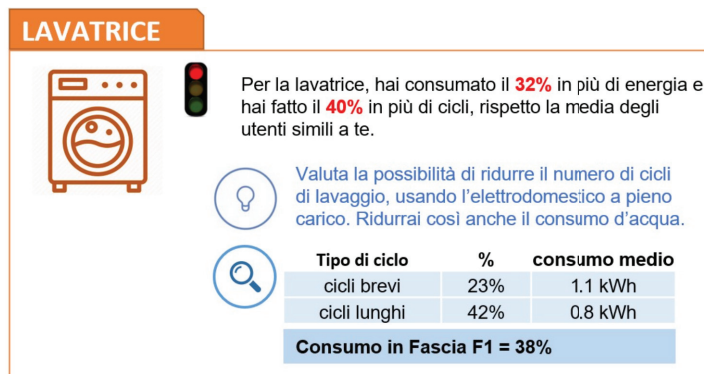 LAVATRICE
Per la lavatrice, hai consumato il 32% in più di energia e
hai fatto il 40% in più di cicli, rispetto la media degli
utenti simili a te.
Valuta la possibilità di ridurre il numero di cicli
di lavaggio, usando l'elettrodomestico a pieno
carico. Ridurrai così anche il consumo d'acqua.
Tipo di ciclo % consumo medio
cicli brevi 23% 1.1 kWh
cicli lunghi 42% 0.8 kWh
Consumo in Fascia F1 = 38%